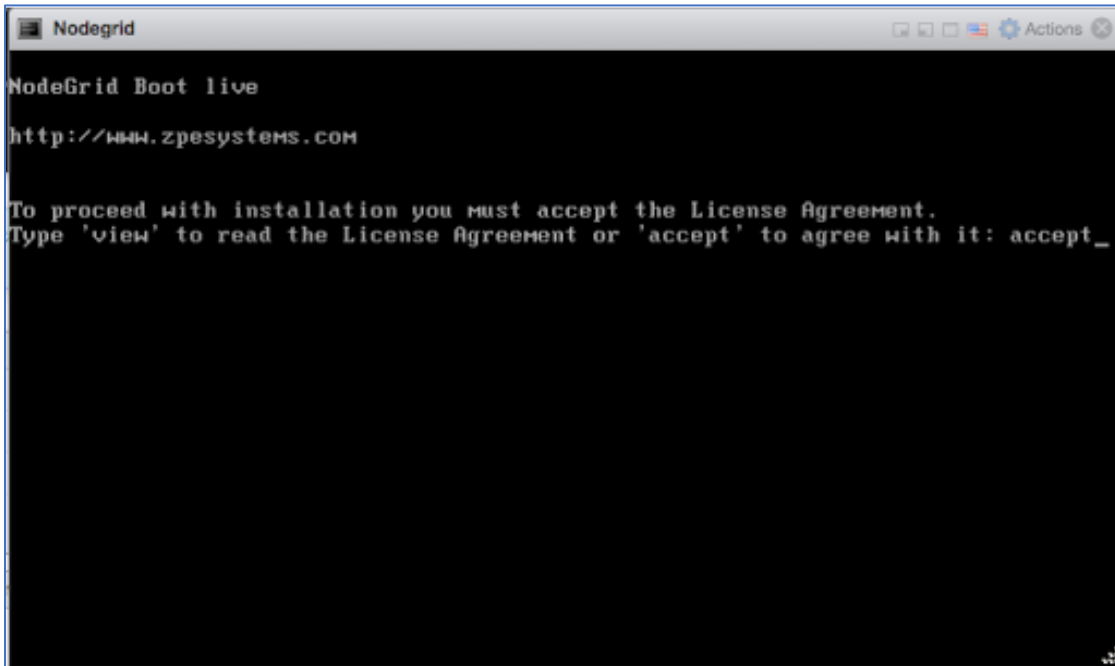 Nodegrid
Actions
NodeGrid Boot live
http://www.zpesystems.com
To proceed with installation you must accept the License Agreement.
Type 'view' to read the License Agreement or 'accept' to agree with it: accept_